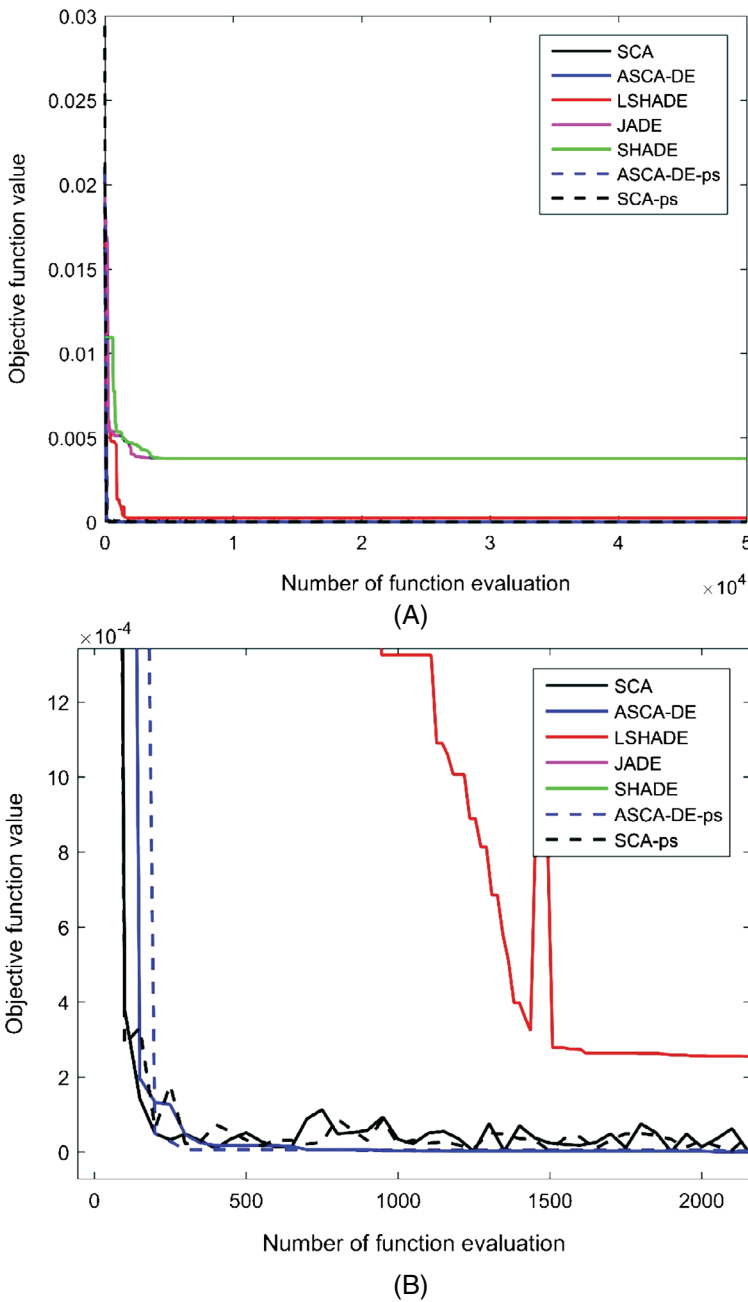 0.03
0.025
0.02
0.015
0.01
0.005
0
Objective function value
SCA
ASCA-DE
LSHADE
JADE
SHADE
ASCA-DE-ps
SCA-ps
0 1 2 3 4 5
Number of function evaluation
×10⁴
(A)
×10⁻⁴
12
10
8
6
4
2
0
Objective function value
SCA
ASCA-DE
LSHADE
JADE
SHADE
ASCA-DE-ps
SCA-ps
0 500 1000 1500 2000
Number of function evaluation
(B)